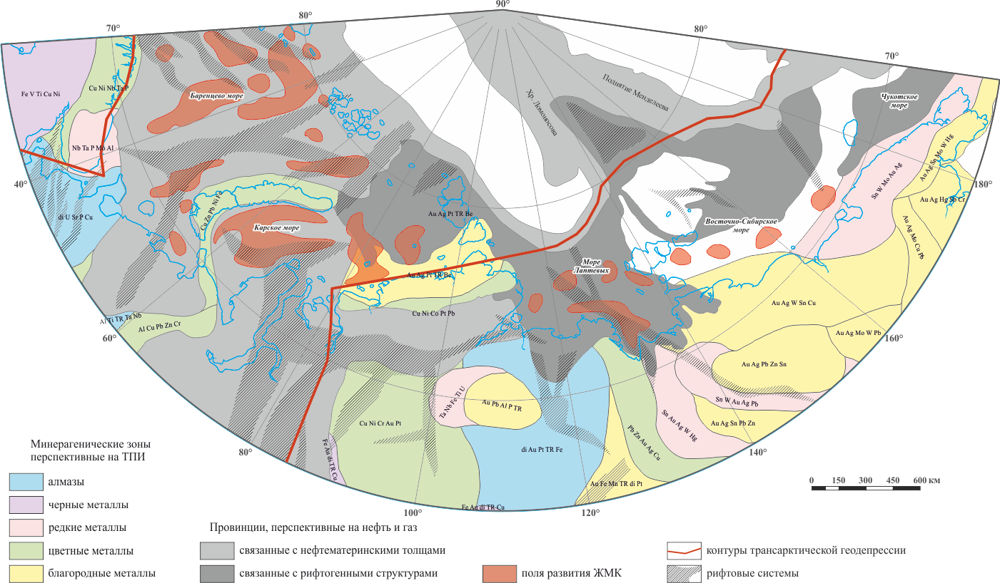 90°
80°
80°
70°
70°
Fe V Ti Cu Ni
Cu Ni Nb Ta P
Баренцево море
Хр. Ломоносова
Поднятие Менделеева
Чукотское
море
Nb Ta P Mo Al
Au Ag Sn Mo W Hg
Sn W Mo Au Ag
40°
180°
Au Ag Hg Sb Cr
di U Sr P Cu
Cu Zn Pb Ni Fe
Au Ag Pt TR Be
Карское море
Восточно-Сибирское
море
Au Ag Mo Cu Pb
Море
Лаптевых
Au Ag Pt TR Be
Au Ag W Sn Cu
Cu Ni Co Pt Pb
Al Ti TR Ta Nb
Al Cu Pb Zn Cr
60°
Au Ag Mo W Pb
160°
Au Ag Pb Zn Sn
Ta Nb Fe Ti U
Au Pb Al P TR
Sn W Au Ag Pb
Cu Ni Cr Au Pt
Sn Au Ag W Hg
Au Ag Sn Pb Zn
Pb Zn Au Ag Cu
di Au Pt TR Fe
80°
140°
Fe Au di TR Cu
Au Fe Mn TR di Pt
Fe Au di TR Cu
100°
120°
0 150 300 450 600 км
Минерагенические зоны
перспективные на ТПИ
алмазы
черные металлы
редкие металлы
цветные металлы
благородные металлы
Провинции, перспективные на нефть и газ
связанные с нефтематеринскими толщами
связанные с рифтогенными структурами
поля развития ЖМК
контуры трансарктической геодепрессии
рифтовые системы